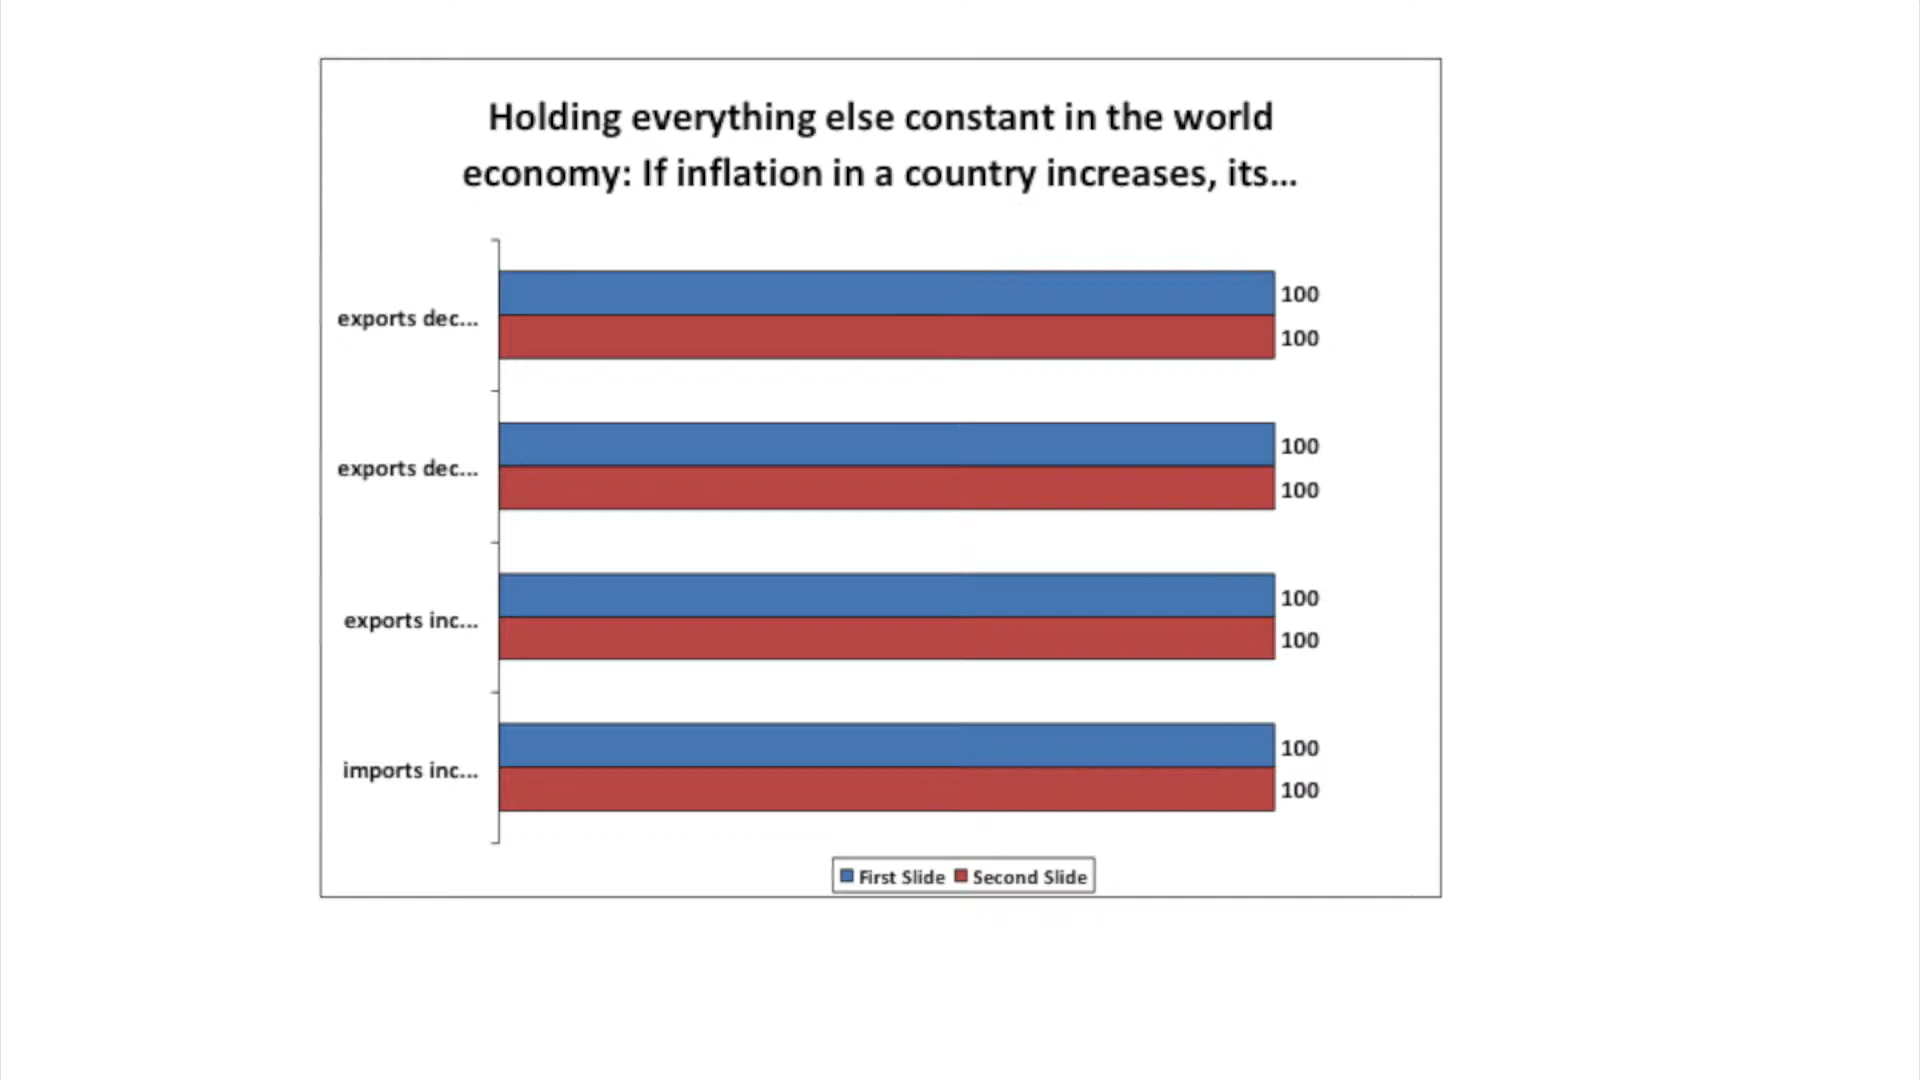 Holding everything else constant in the world
economy: If inflation in a country increases, its...
exports dec...
100
100
exports dec...
100
100
exports inc...
100
100
imports inc...
100
100
First Slide Second Slide